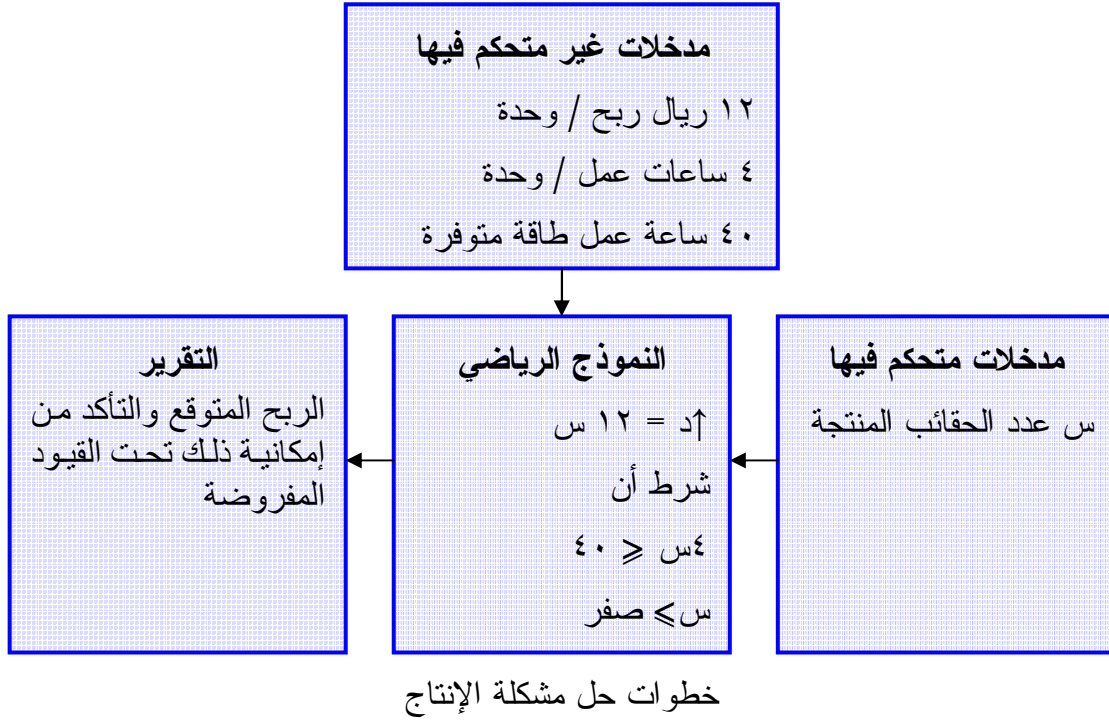 مدخلات غير متحكم فيها
١٢ ريال ربح / وحدة
٤ ساعات عمل / وحدة
٤٠ ساعة عمل طاقة متوفرة
مدخلات متحكم فيها
س عدد الحقائب المنتجة
النموذج الرياضي
↑د = ١٢ س
شرط أن
٤س ⩾ ٤٠
س⩾ صفر
التقرير
الربح المتوقع والتأكد من
إمكانية ذلك تحت القيود
المفروضة
خطوات حل مشكلة الإنتاج